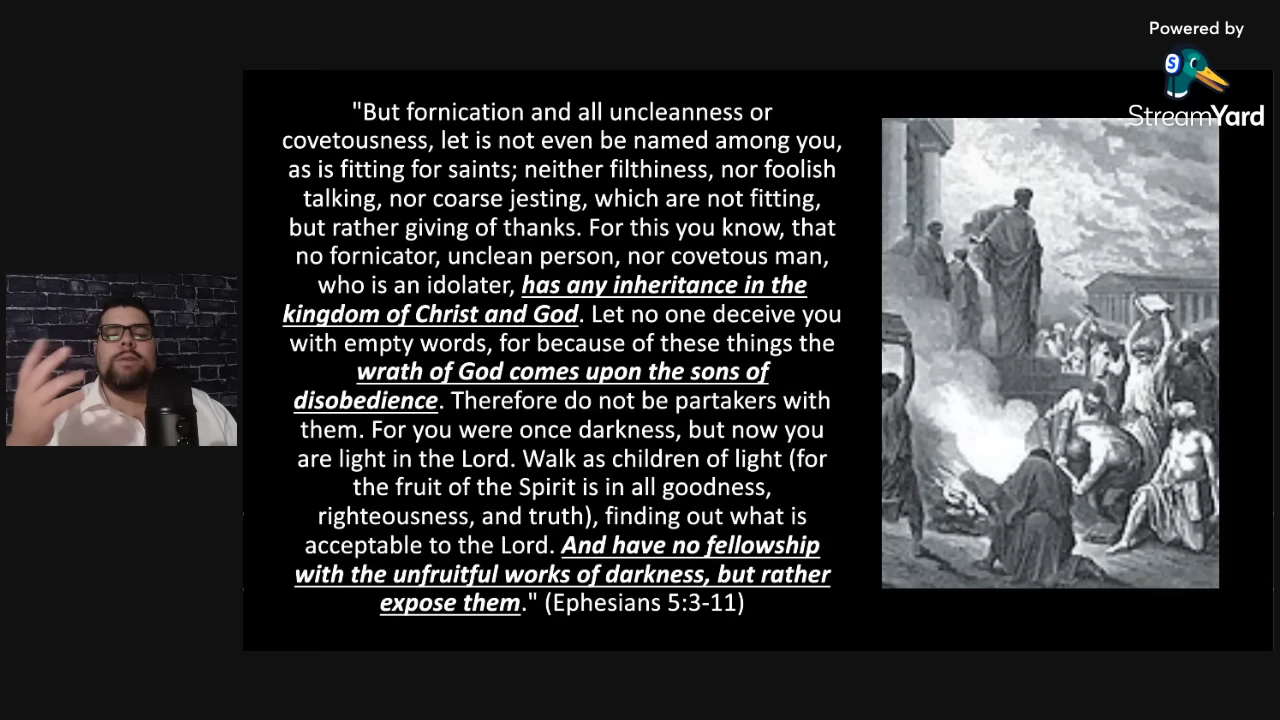 Powered by
StreamYard
"But fornication and all uncleanness or
covetousness, let is not even be named among you,
as is fitting for saints; neither filthiness, nor foolish
talking, nor coarse jesting, which are not fitting,
but rather giving of thanks. For this you know, that
no fornicator, unclean person, nor covetous man,
who is an idolater, has any inheritance in the
kingdom of Christ and God. Let no one deceive you
with empty words, for because of these things the
wrath of God comes upon the sons of
disobedience. Therefore do not be partakers with
them. For you were once darkness, but now you
are light in the Lord. Walk as children of light (for
the fruit of the Spirit is in all goodness,
righteousness, and truth), finding out what is
acceptable to the Lord. And have no fellowship
with the unfruitful works of darkness, but rather
expose them." (Ephesians 5:3-11)